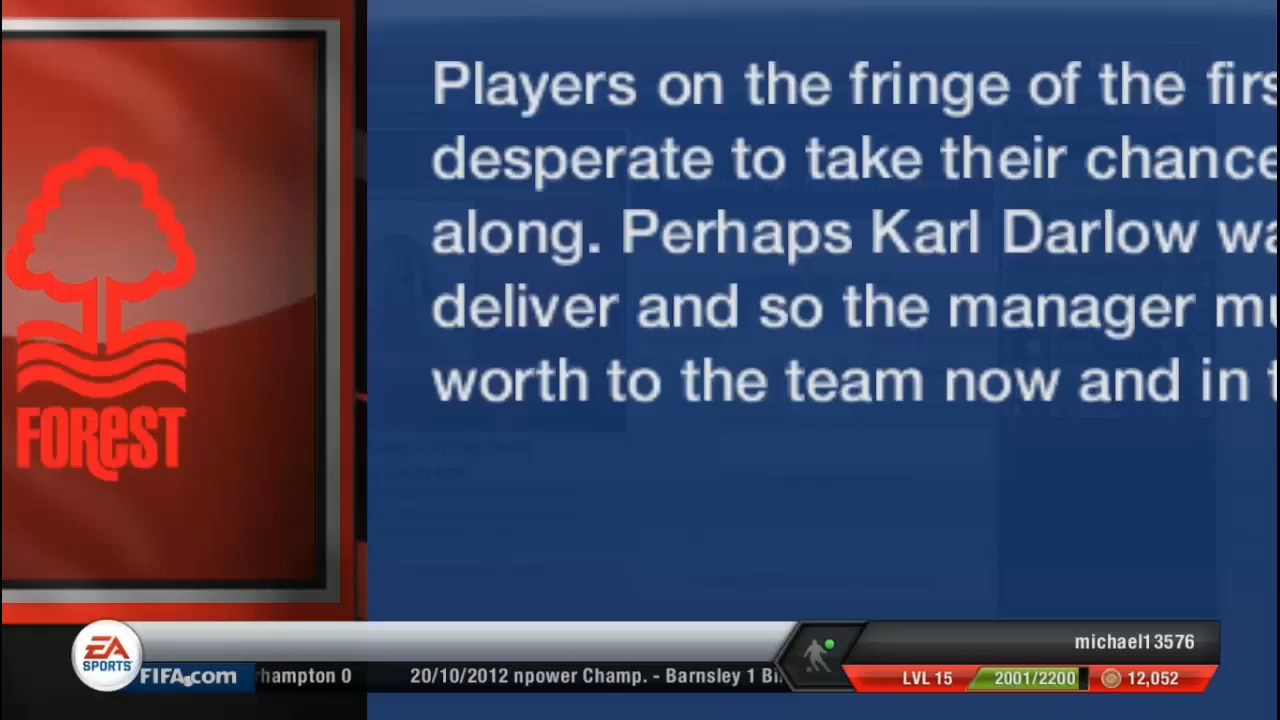 Players on the fringe of the firs
desperate to take their chance
along. Perhaps Karl Darlow wa
deliver and so the manager mu
worth to the team now and in t
FOREST
michael13576
EA
SPORTS
FIFA.com
hampton 0
20/10/2012 npower Champ. - Barnsley 1 Bi
LVL 15
2001/2200
12,052